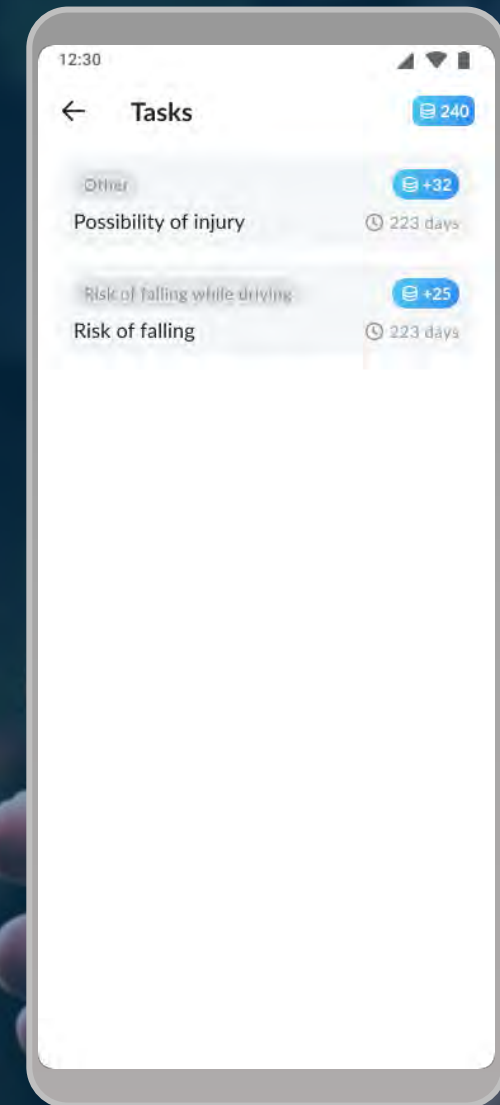 12:30
Tasks
240
Other
+32
Possibility of injury
223 days
Risk of falling while driving
+25
Risk of falling
223 days